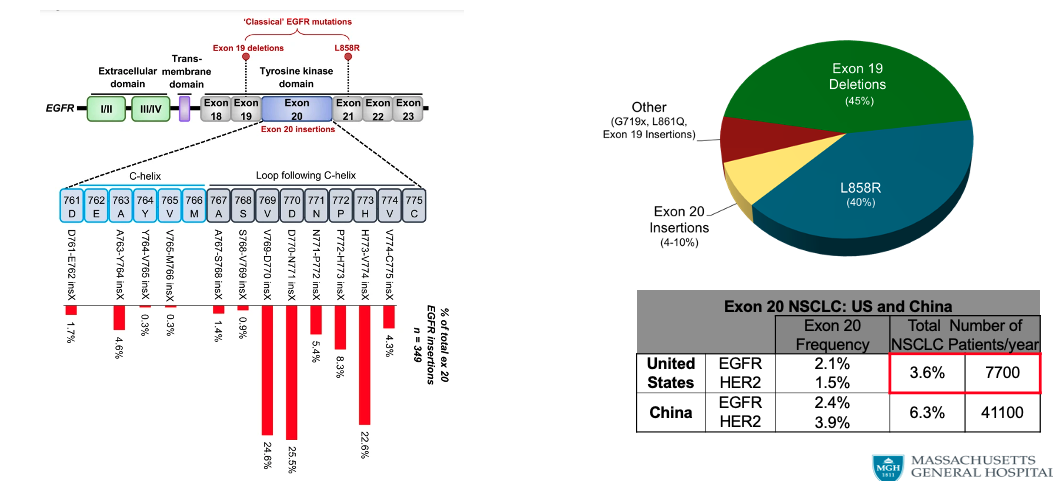 'Classical' EGFR mutations
Exon 19 deletions
L858R
Extracellular
domain
Trans-
membrane
domain
Tyrosine kinase
domain
EGFR
I/II
III/IV
Exon
18
Exon
19
Exon
20
Exon
21
Exon
22
Exon
23
Exon 20 insertions
C-helix
Loop following C-helix
761 762 763 764 765 766 767 768 769 770 771 772 773 774 775
D E A Y V M A S V D N P H V C
D761-E762 insX
A763-Y764 insX
Y764-V765 insX
V765-M766 insX
A767-S768 insX
S768-V769 insX
V769-D770 insX
D770-N771 insX
N771-P772 insX
P772-H773 insX
H773-V774 insX
V774-C775 insX
1.7%
4.6%
0.3%
0.3%
1.4%
0.9%
24.6%
25.5%
5.4%
8.3%
22.6%
4.3%
% of total ex 20
EGFR insertions
n = 349
Exon 19
Deletions
(45%)
Other
(G719x, L861Q,
Exon 19 Insertions)
L858R
(40%)
Exon 20
Insertions
(4-10%)
Exon 20 NSCLC: US and China
Exon 20
Frequency
Total Number of
NSCLC Patients/year
United
States
EGFR 2.1%
HER2 1.5%
3.6% 7700
China
EGFR 2.4%
HER2 3.9%
6.3% 41100
MGH
1811
MASSACHUSETTS
GENERAL HOSPITAL